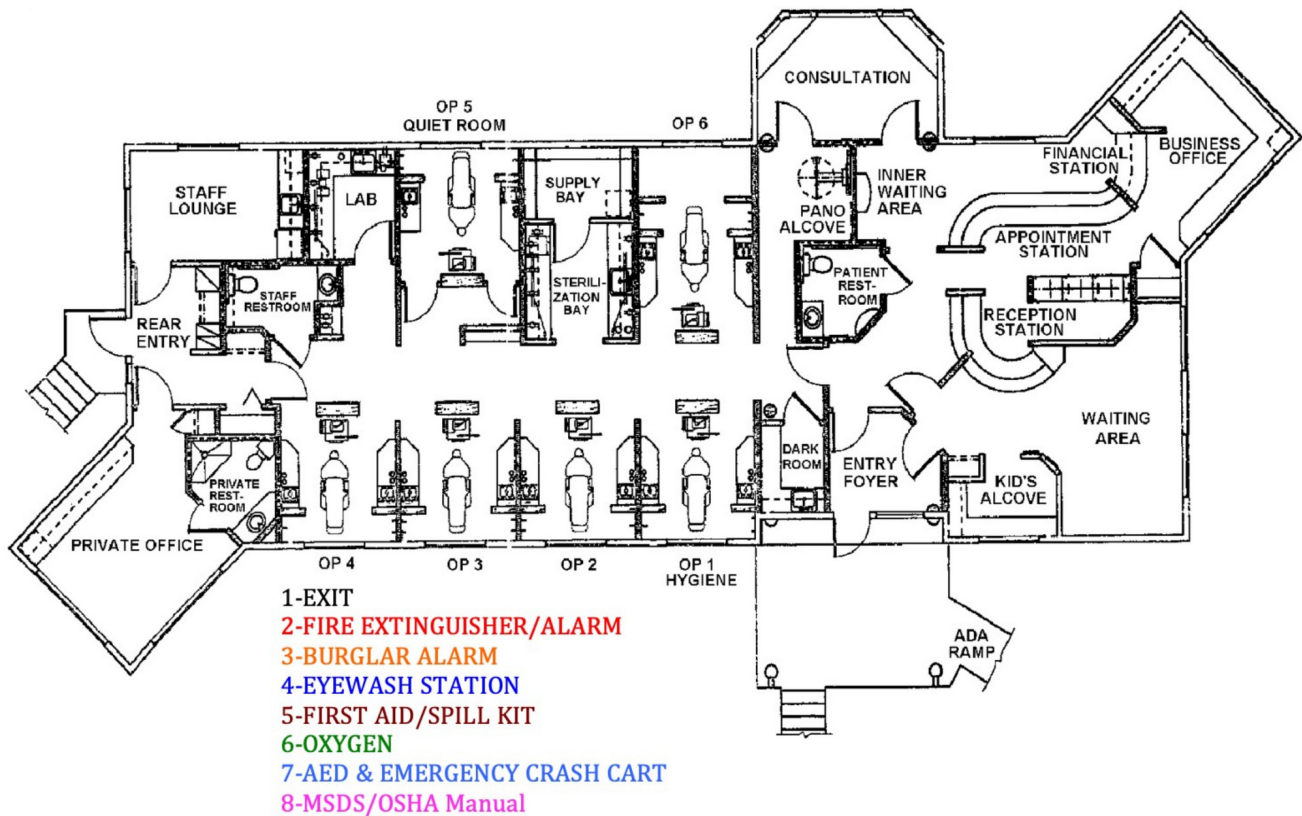 CONSULTATION
OP 5
QUIET ROOM
OP 6
FINANCIAL
STATION
BUSINESS
OFFICE
STAFF
LOUNGE
LAB
SUPPLY
BAY
INNER
WAITING
AREA
PANO
ALCOVE
APPOINTMENT
STATION
STAFF
RESTROOM
STERILI-
ZATION
BAY
PATIENT
REST-
ROOM
REAR
ENTRY
RECEPTION
STATION
WAITING
AREA
DARK
ROOM
ENTRY
FOYER
KID'S
ALCOVE
PRIVATE
REST-
ROOM
PRIVATE OFFICE
OP 4
OP 3
OP 2
OP 1
HYGIENE
ADA
RAMP
1-EXIT
2-FIRE EXTINGUISHER/ALARM
3-BURGLAR ALARM
4-EYEWASH STATION
5-FIRST AID/SPILL KIT
6-OXYGEN
7-AED & EMERGENCY CRASH CART
8-MSDS/OSHA Manual